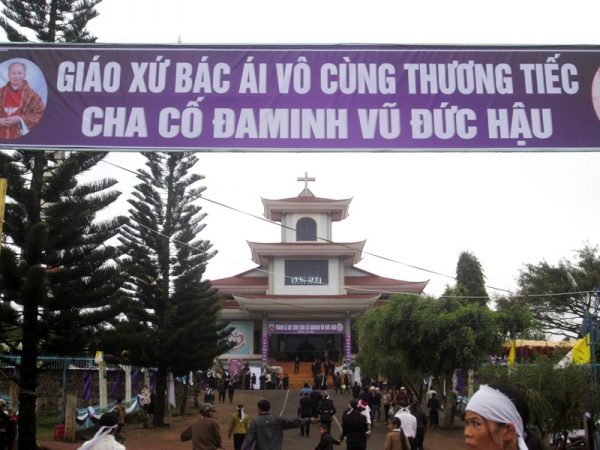 GIÁO XỨ BÁC ÁI VÔ CÙNG THƯƠNG TIẾC
CHA CỐ ĐAMINH VŨ ĐỨC HẬU